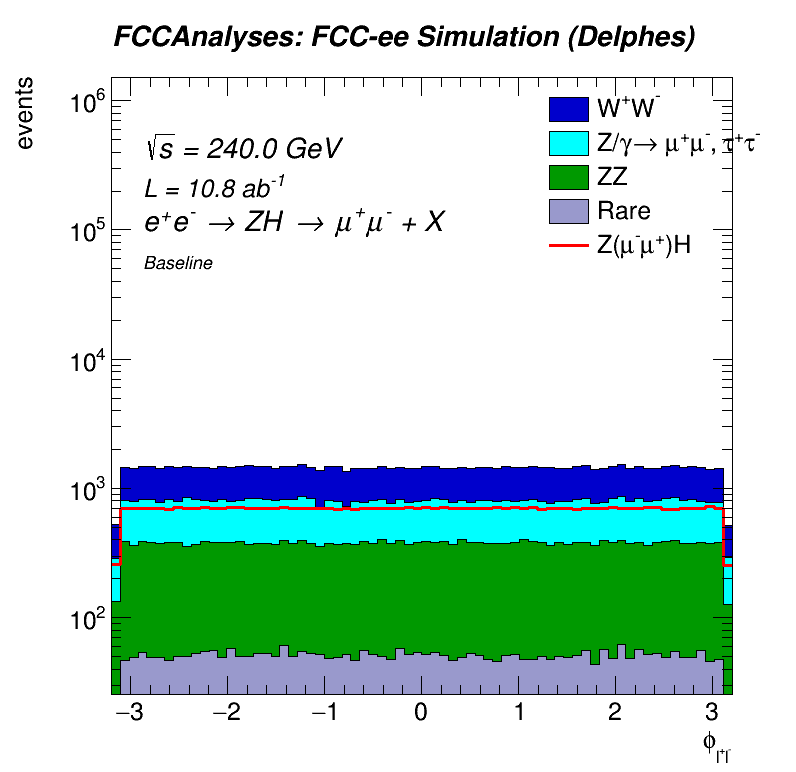 FCCAnalyses: FCC-ee Simulation (Delphes)
events
10⁶
10⁵
10⁴
10³
10²
√s = 240.0 GeV
L = 10.8 ab⁻¹
e⁺e⁻ → ZH → μ⁺μ⁻ + X
Baseline
W⁺W⁻
Z/γ→ μ⁺μ⁻, τ⁺τ⁻
ZZ
Rare
Z(μ⁻μ⁺)H
−3 −2 −1 0 1 2 3
ϕ_l⁺l⁻